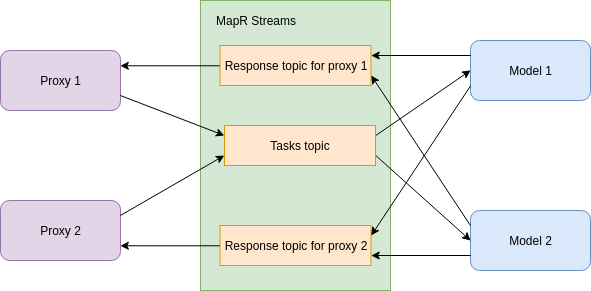 MapR Streams
Proxy 1
Response topic for proxy 1
Model 1
Tasks topic
Proxy 2
Response topic for proxy 2
Model 2